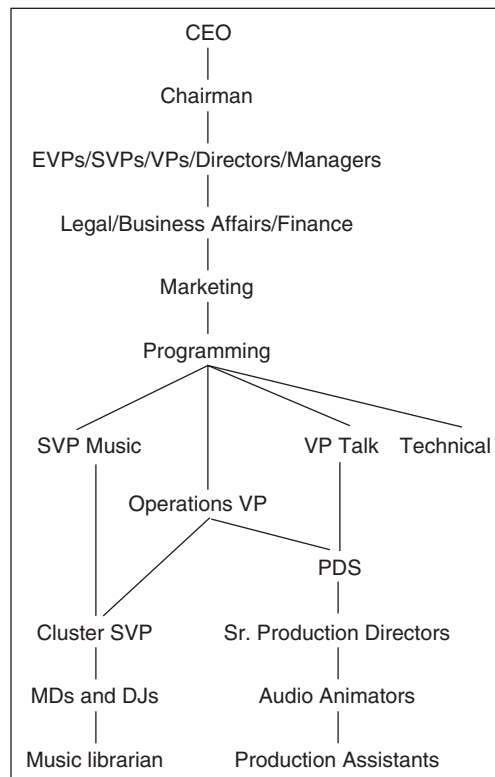 CEO
Chairman
EVPs/SVPs/VPs/Directors/Managers
Legal/Business Affairs/Finance
Marketing
Programming
SVP Music
VP Talk
Technical
Operations VP
PDS
Cluster SVP
Sr. Production Directors
MDs and DJs
Audio Animators
Music librarian
Production Assistants